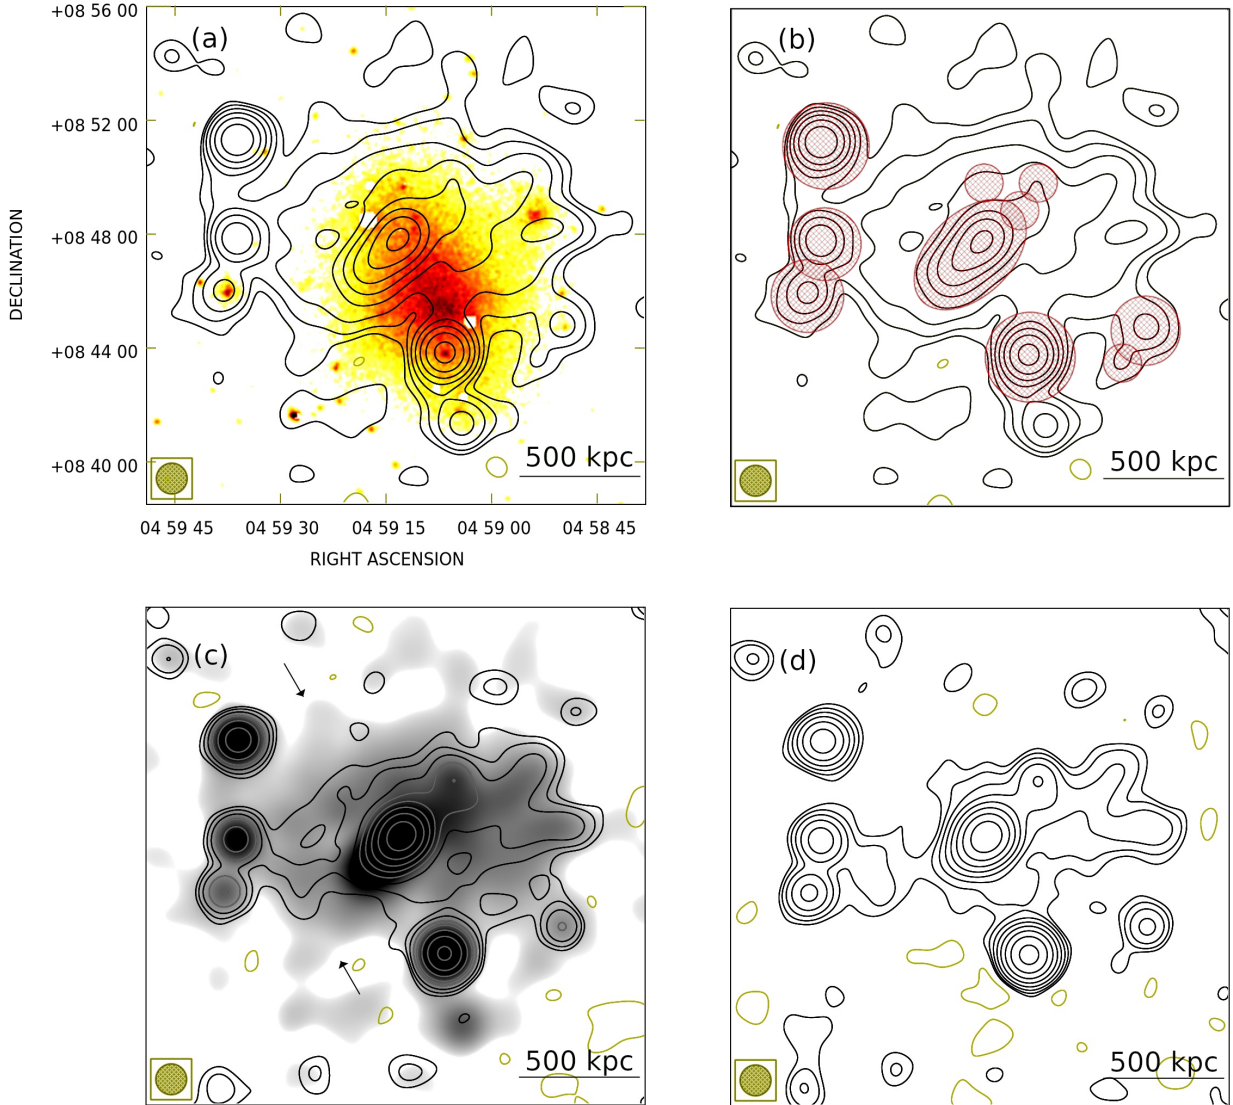 +08 56 00
(a)
(b)
+08 52 00
+08 48 00
DECLINATION
+08 44 00
+08 40 00
500 kpc
500 kpc
04 59 45
04 59 30
04 59 15
04 59 00
04 58 45
RIGHT ASCENSION
(c)
(d)
500 kpc
500 kpc